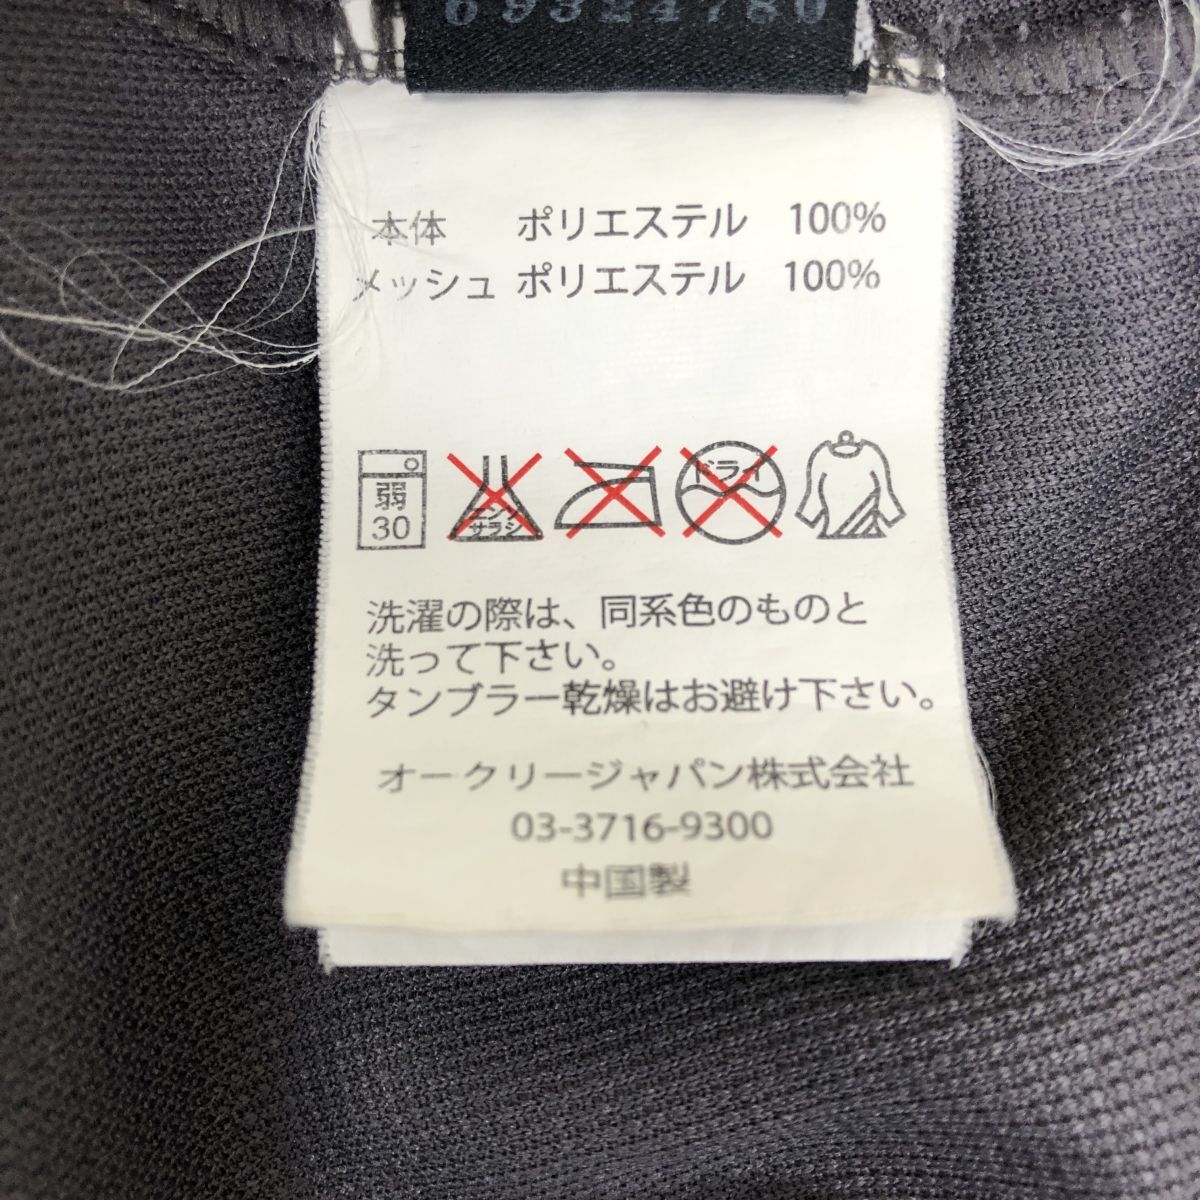 69324780
本体 ポリエステル 100%
メッシュ ポリエステル 100%
弱
30
エンソ
サラシ
ドライ
洗濯の際は、同系色のものと
洗って下さい。
タンブラー乾燥はお避け下さい。
オークリージャパン株式会社
03-3716-9300
中国製